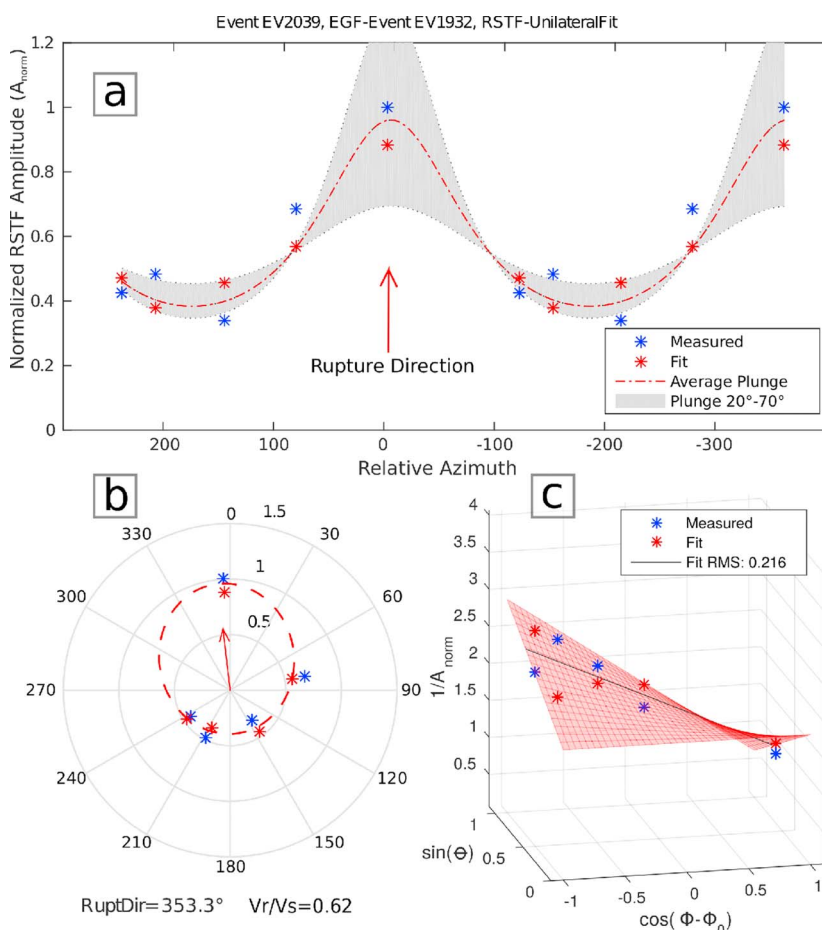 Event EV2039, EGF-Event EV1932, RSTF-UnilateralFit
a
Normalized RSTF Amplitude (Anorm)
1.2
1
0.8
0.6
0.4
0.2
0
200
100
0
-100
-200
-300
Relative Azimuth
Rupture Direction
Measured
Fit
Average Plunge
Plunge 20°-70°
b
0
30
60
90
120
150
180
210
240
270
300
330
1.5
1
0.5
RuptDir=353.3° Vr/Vs=0.62
c
Measured
Fit
Fit RMS: 0.216
1/Anorm
4
3.5
3
2.5
2
1.5
1
0.5
1
0.5
0
sin(Θ)
-1
-0.5
0
0.5
1
cos(Φ-Φ0)